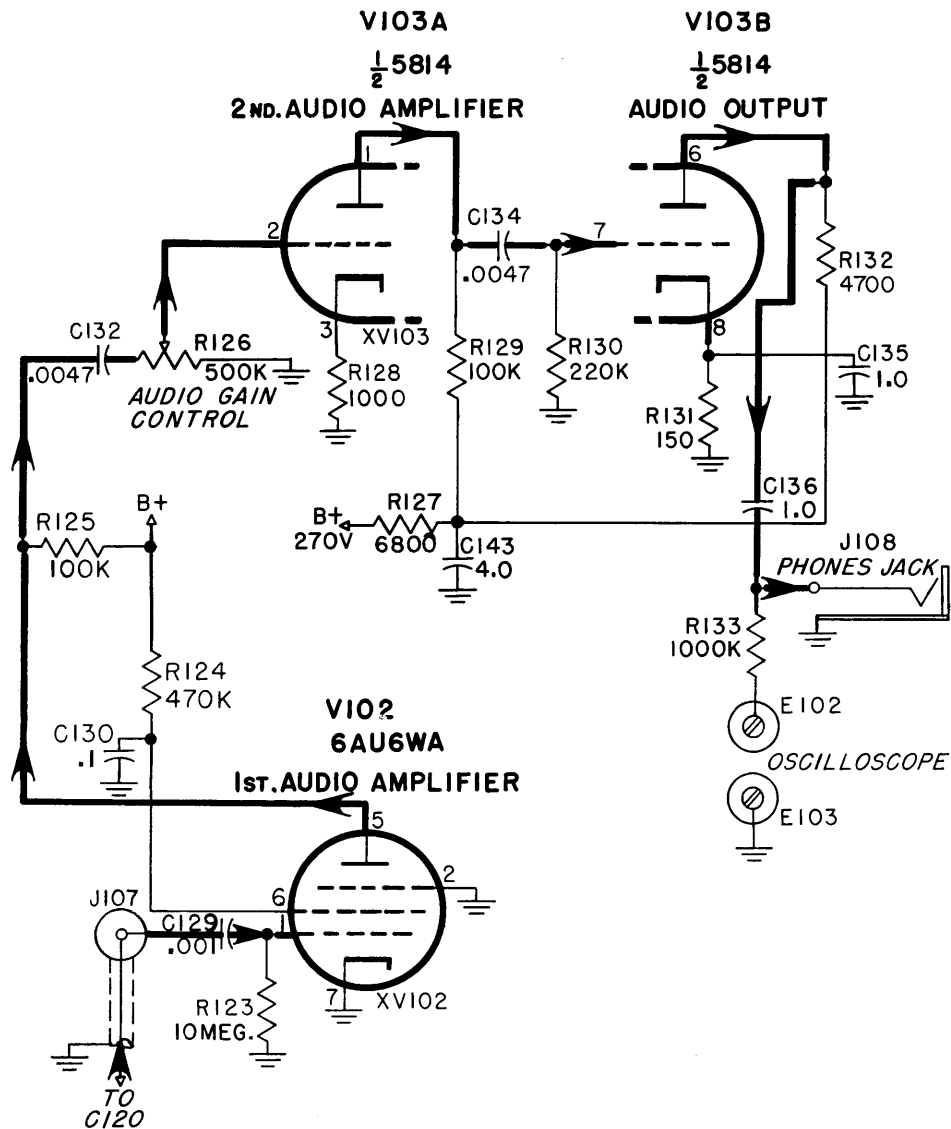 V103A
1/2 5814
2ND. AUDIO AMPLIFIER
V103B
1/2 5814
AUDIO OUTPUT
1
6
2
C134
.0047
7
3
XV103
8
R132
4700
C132
.0047
R126
500K
AUDIO GAIN
CONTROL
R128
1000
R129
100K
R130
220K
C135
1.0
R131
150
B+
R125
100K
B+
270V
R127
6800
C143
4.0
C136
1.0
J108
PHONES JACK
R133
1000K
R124
470K
C130
.1
V102
6AU6WA
1ST. AUDIO AMPLIFIER
E102
OSCILLOSCOPE
E103
5
2
6
1
7
XV102
J107
C129
.001
R123
10MEG.
TO
C120